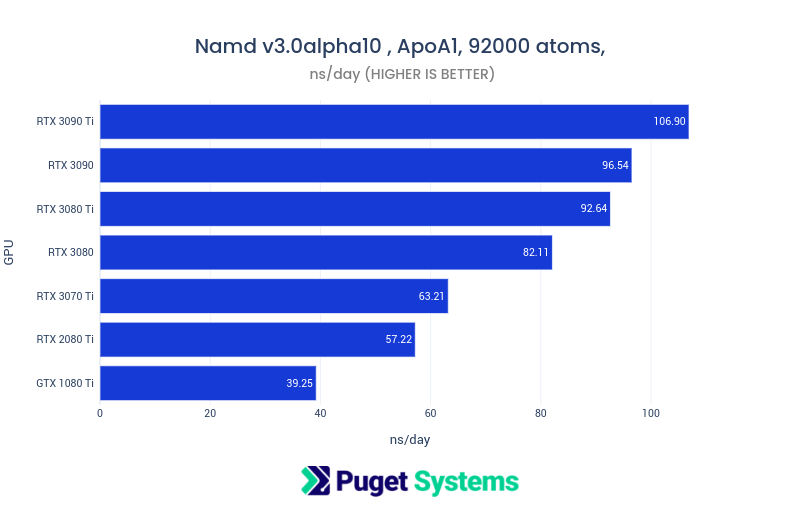 Namd v3.0alpha10 , ApoA1, 92000 atoms,
ns/day (HIGHER IS BETTER)
GPU
RTX 3090 Ti 106.90
RTX 3090 96.54
RTX 3080 Ti 92.64
RTX 3080 82.11
RTX 3070 Ti 63.21
RTX 2080 Ti 57.22
GTX 1080 Ti 39.25
0 20 40 60 80 100
ns/day
Puget Systems